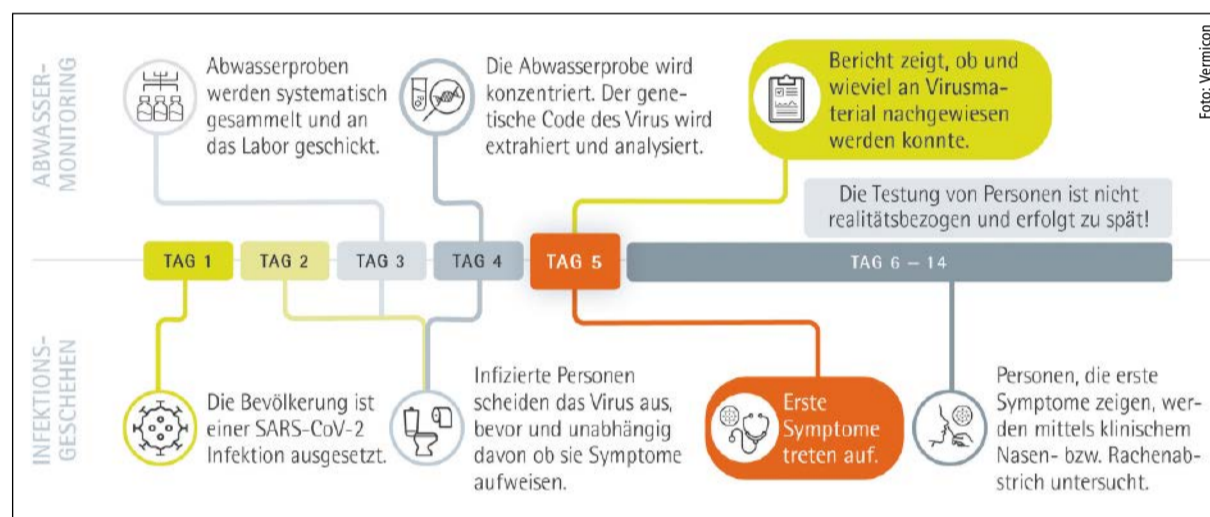 ABWASSER-
MONITORING
Abwasserproben
werden systematisch
gesammelt und an
das Labor geschickt.
Die Abwasserprobe wird
konzentriert. Der gene-
tische Code des Virus wird
extrahiert und analysiert.
Bericht zeigt, ob und
wieviel an Virusma-
terial nachgewiesen
werden konnte.
Foto: Vermicon
Die Testung von Personen ist nicht
realitätsbezogen und erfolgt zu spät!
TAG 1
TAG 2
TAG 3
TAG 4
TAG 5
TAG 6 – 14
INFEKTIONS-
GESCHEHEN
Die Bevölkerung ist
einer SARS-CoV-2
Infektion ausgesetzt.
Infizierte Personen
scheiden das Virus aus,
bevor und unabhängig
davon ob sie Symptome
aufweisen.
Erste
Symptome
treten auf.
Personen, die erste
Symptome zeigen, wer-
den mittels klinischem
Nasen- bzw. Rachenab-
strich untersucht.